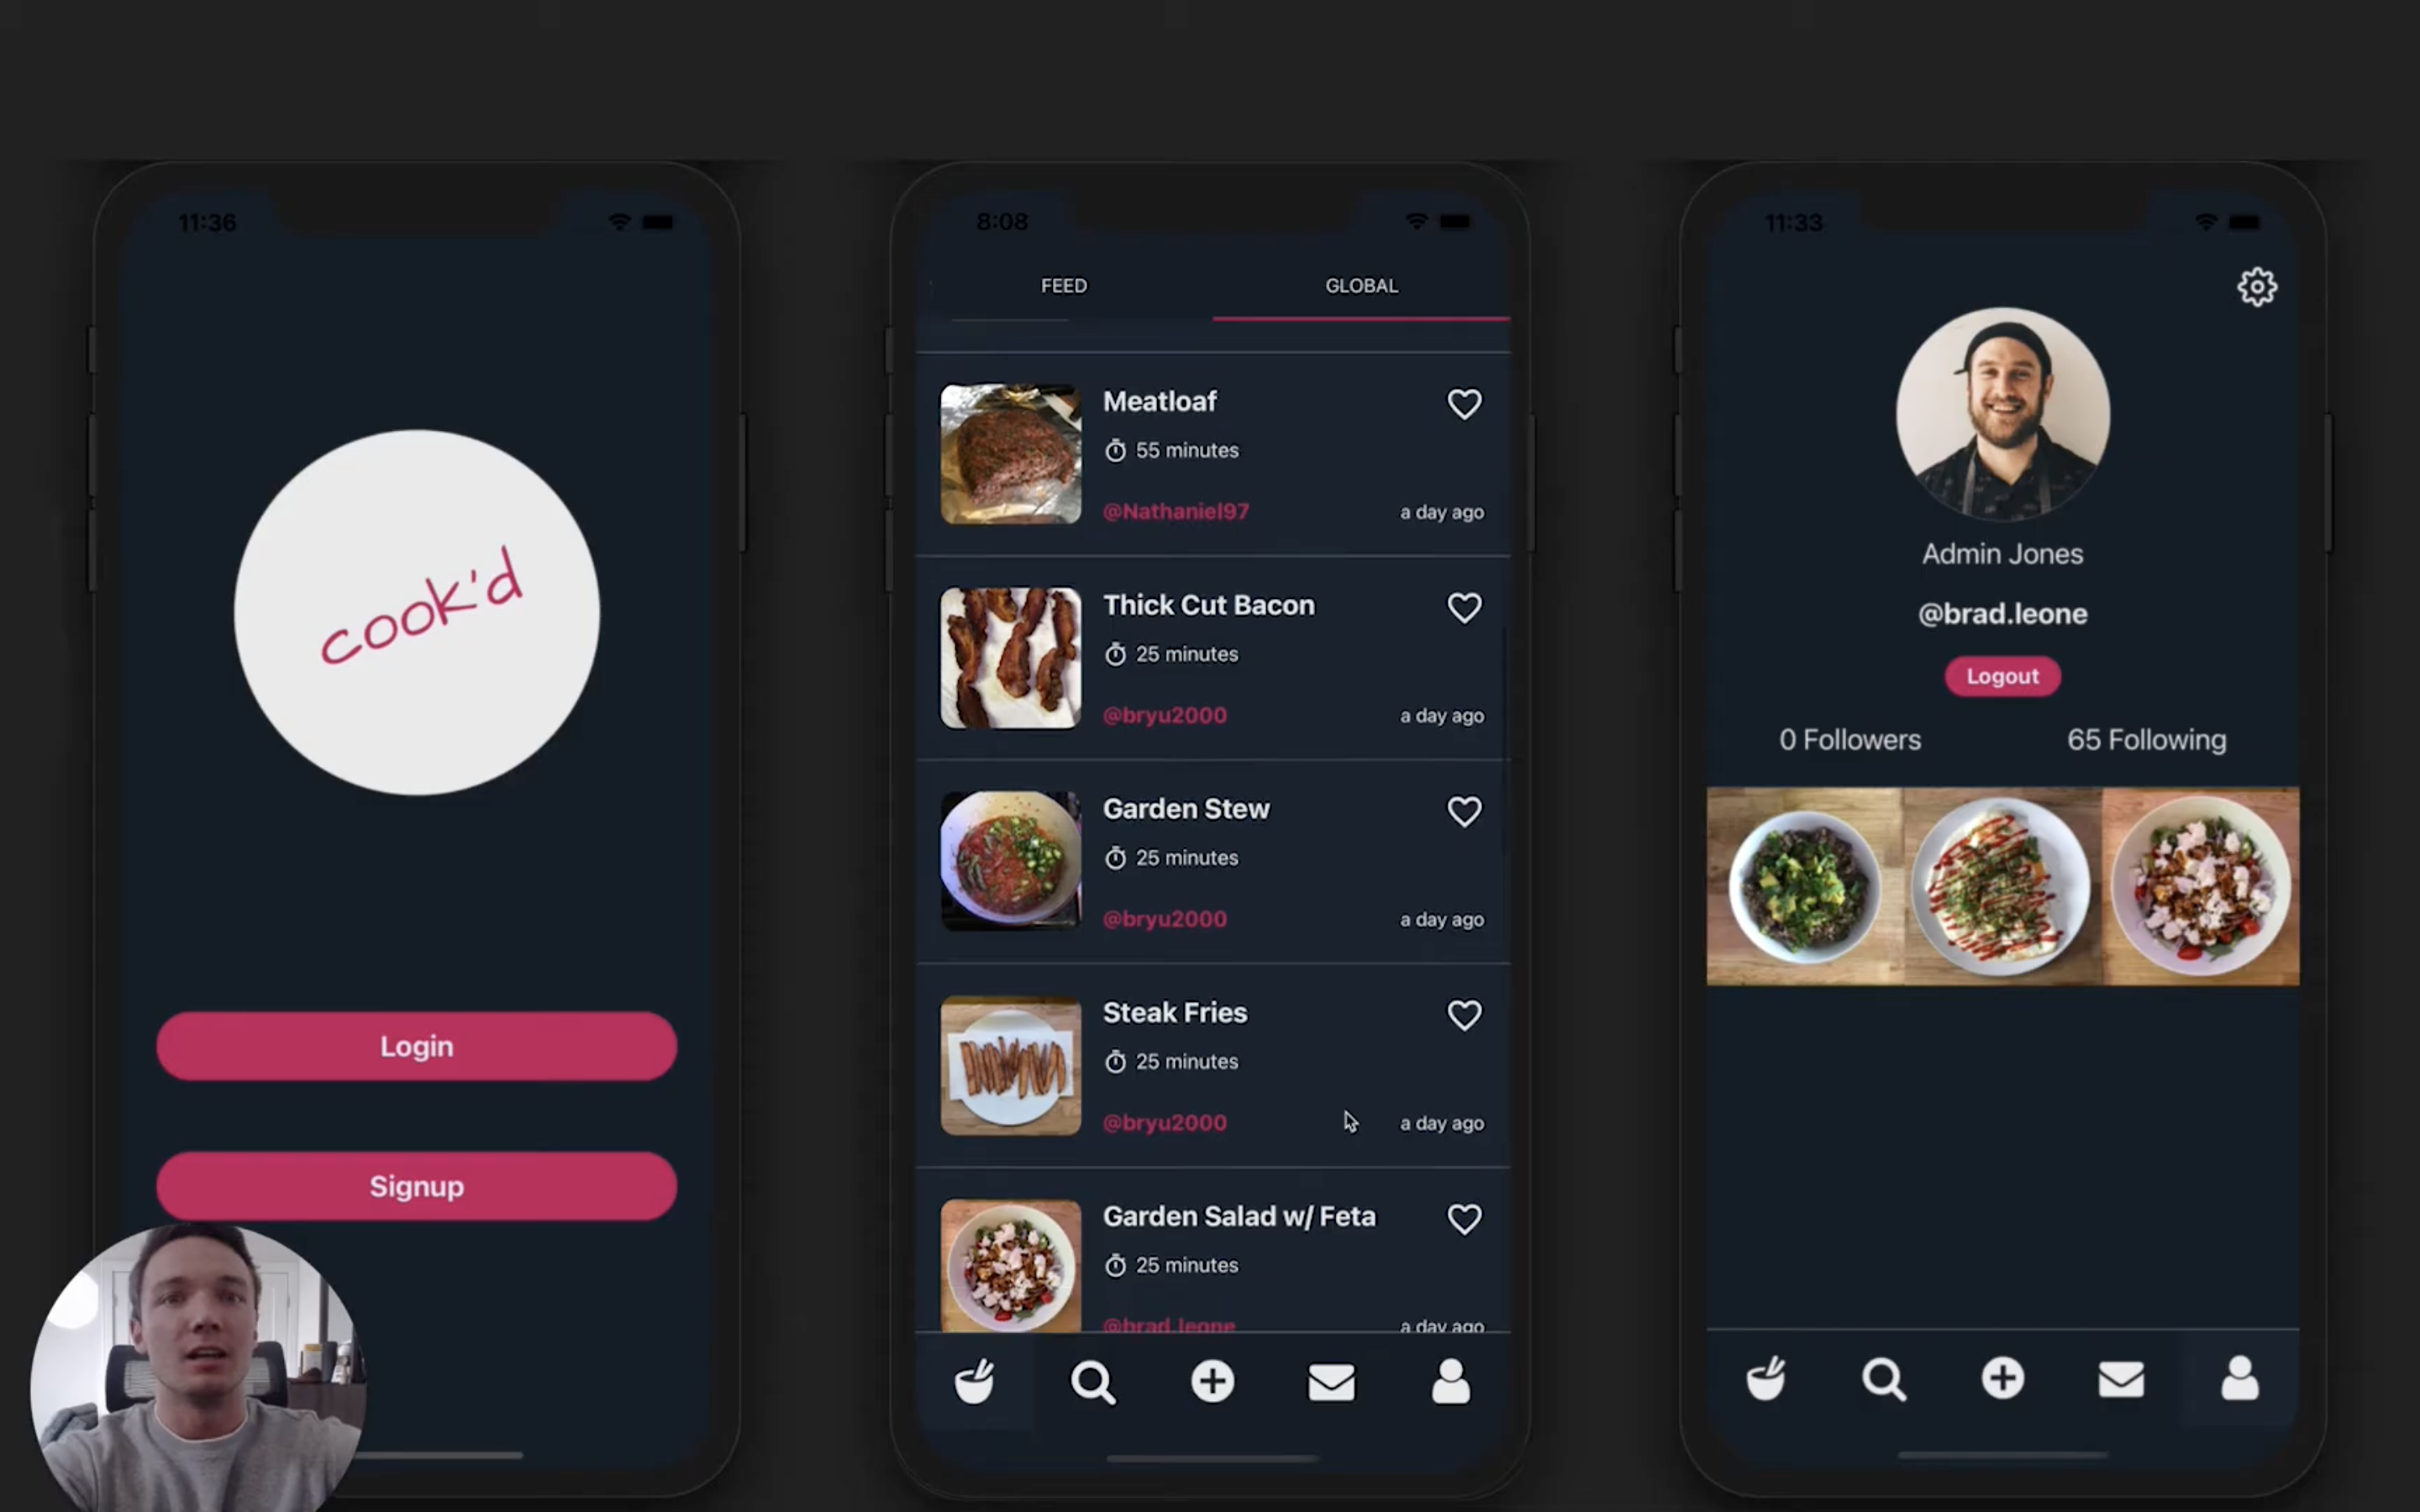 11:36
cook'd
Login
Signup
8:08
FEED
GLOBAL
Meatloaf
55 minutes
@Nathaniel97
a day ago
Thick Cut Bacon
25 minutes
@bryu2000
a day ago
Garden Stew
25 minutes
@bryu2000
a day ago
Steak Fries
25 minutes
@bryu2000
a day ago
Garden Salad w/ Feta
25 minutes
@brad.leone
a day ago
11:33
Admin Jones
@brad.leone
Logout
0 Followers
65 Following